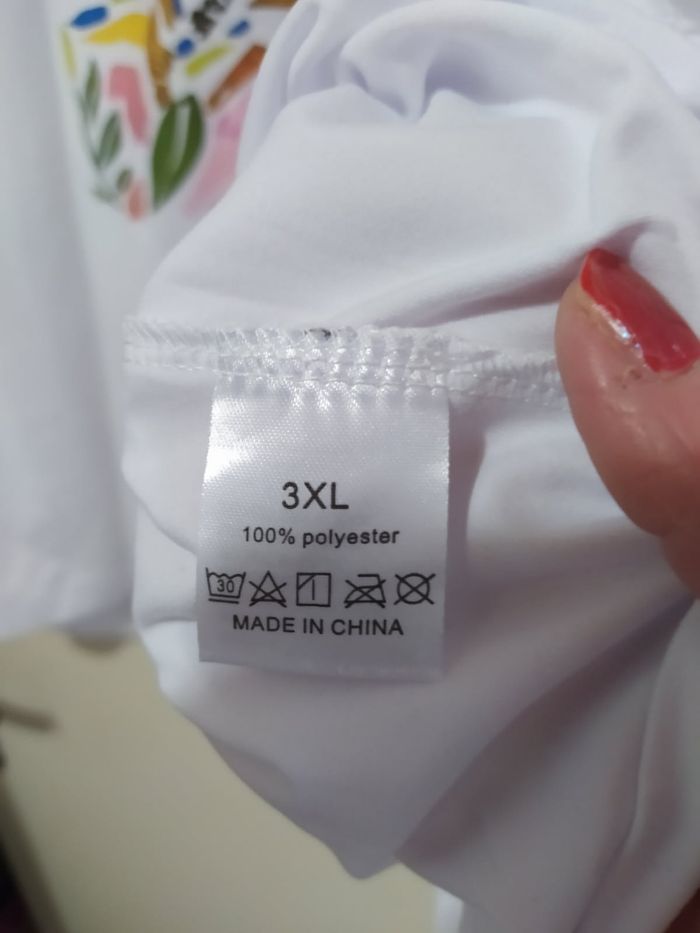 3XL
100% polyester
30
MADE IN CHINA